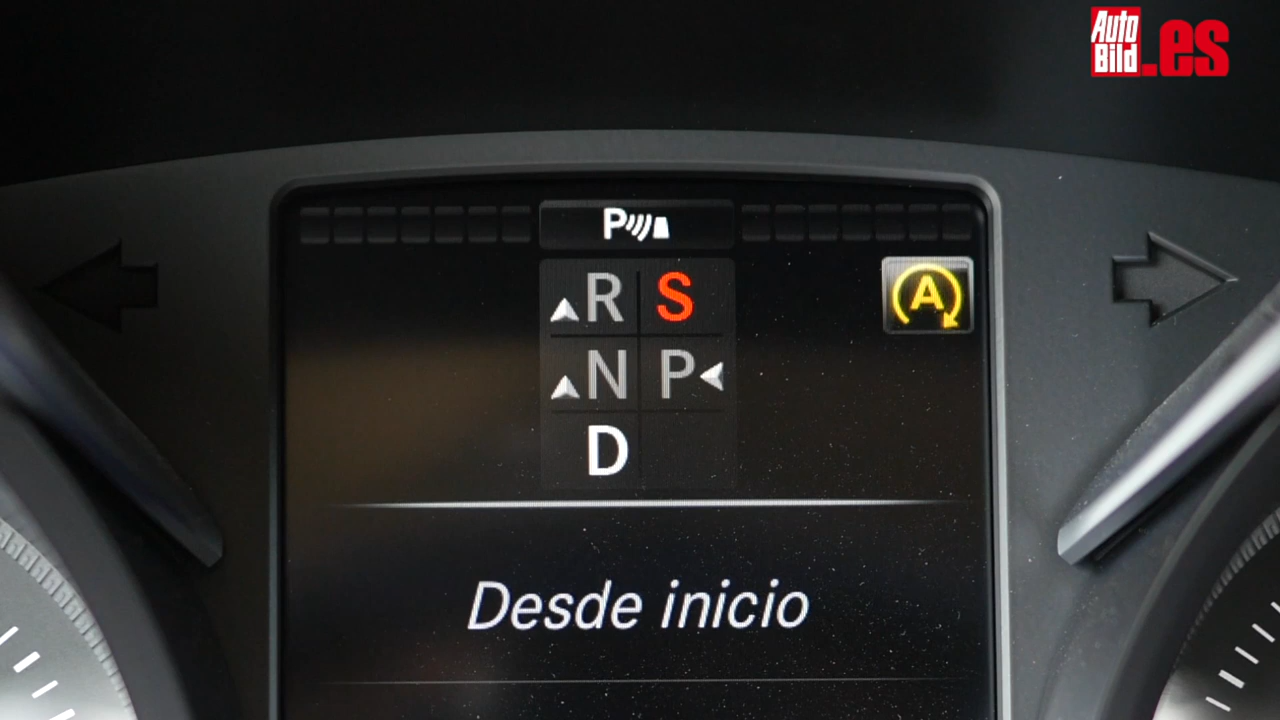 Auto
Bild
.es
P
R S
A
N P
D
Desde inicio